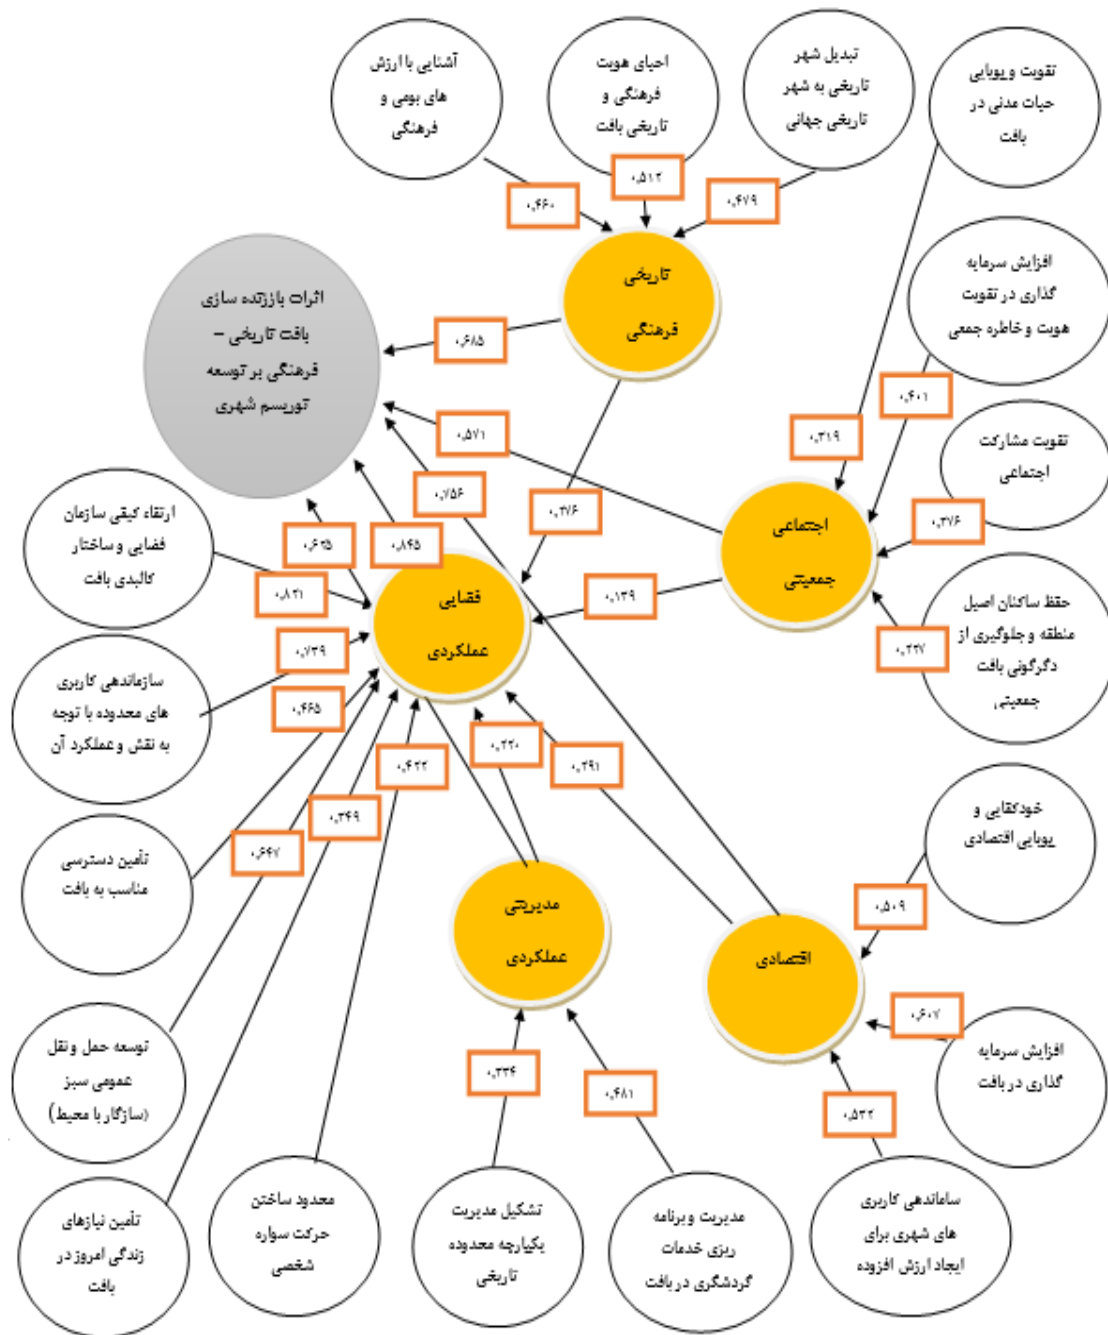 آشنایی با ارزش
های بومی و
فرهنگی
احیای هویت
فرهنگی و
تاریخی بافت
تبدیل شهر
تاریخی به شهر
تاریخی جهانی
تقویت و پویایی
حیات مدنی در
بافت
۰,۴۶۰
۰,۵۱۲
۰,۴۷۹
تاریخی
فرهنگی
افزایش سرمایه
گذاری در تقویت
هویت و خاطره جمعی
اثرات باززنده سازی
بافت تاریخی –
فرهنگی بر توسعه
توریسم شهری
۰,۶۸۵
۰,۴۰۱
۰,۵۷۱
۰,۳۱۹
تقویت مشارکت
اجتماعی
۰,۷۵۶
۰,۳۷۶
۰,۲۷۶
اجتماعی
جمعیتی
ارتقاء کیفی سازمان
فضایی و ساختار
کالبدی بافت
۰,۶۲۵
۰,۸۴۵
۰,۸۲۱
فضایی
عملکردی
۰,۱۲۹
حفظ ساکنان اصیل
منطقه و جلوگیری از
دگرگونی بافت
جمعیتی
۰,۲۲۷
۰,۷۳۹
سازماندهی کاربری
های محدوده با توجه
به نقش و عملکرد آن
۰,۴۶۵
۰,۲۲۰
۰,۲۹۱
۰,۴۲۲
۰,۳۴۹
۰,۶۴۷
تأمین دسترسی
مناسب به بافت
خودکفایی و
پویایی اقتصادی
۰,۵۰۹
مدیریتی
عملکردی
اقتصادی
۰,۶۰۷
افزایش سرمایه
گذاری در بافت
توسعه حمل و نقل
عمومی سبز
(سازگار با محیط)
۰,۳۳۴
۰,۴۸۱
۰,۵۳۲
تأمین نیازهای
زندگی امروز در
بافت
محدود ساختن
حرکت سواره
شخصی
تشکیل مدیریت
یکپارچه محدوده
تاریخی
مدیریت و برنامه
ریزی خدمات
گردشگری در بافت
ساماندهی کاربری
های شهری برای
ایجاد ارزش افزوده